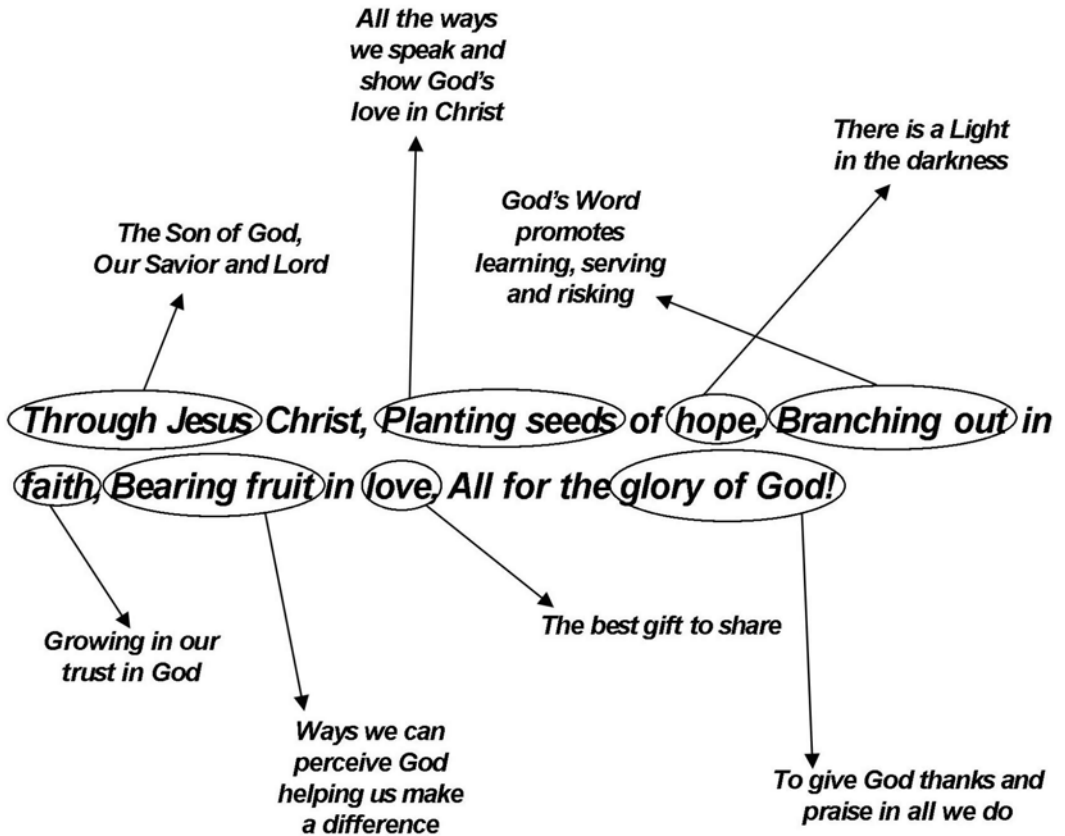 All the ways
we speak and
show God's
love in Christ
There is a Light
in the darkness
God's Word
promotes
learning, serving
and risking
The Son of God,
Our Savior and Lord
Through Jesus Christ, Planting seeds of hope, Branching out in
faith, Bearing fruit in love, All for the glory of God!
Growing in our
trust in God
The best gift to share
Ways we can
perceive God
helping us make
a difference
To give God thanks and
praise in all we do